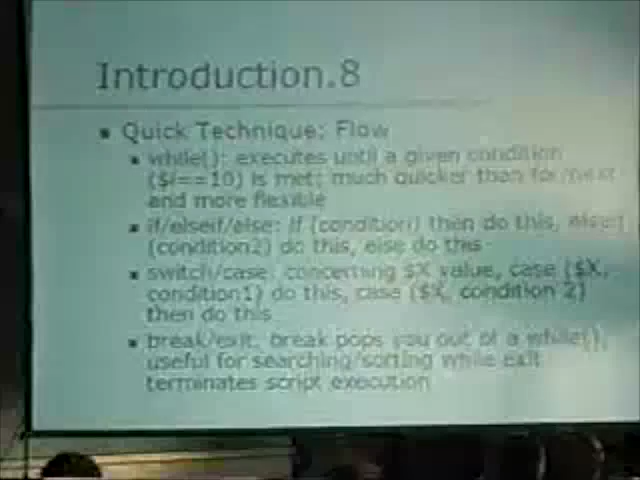 Introduction.8
Quick Technique: Flow
while(): executes until a given condition
($i==10) is met; much quicker than for/next
and more flexible
if/elseif/else: if (condition) then do this, elseif
(condition2) do this, else do this
switch/case: concerning $X value, case ($X,
condition1) do this, case ($X, condition 2)
then do this
break/exit, break pops you out of a while(),
useful for searching/sorting while exit
terminates script execution